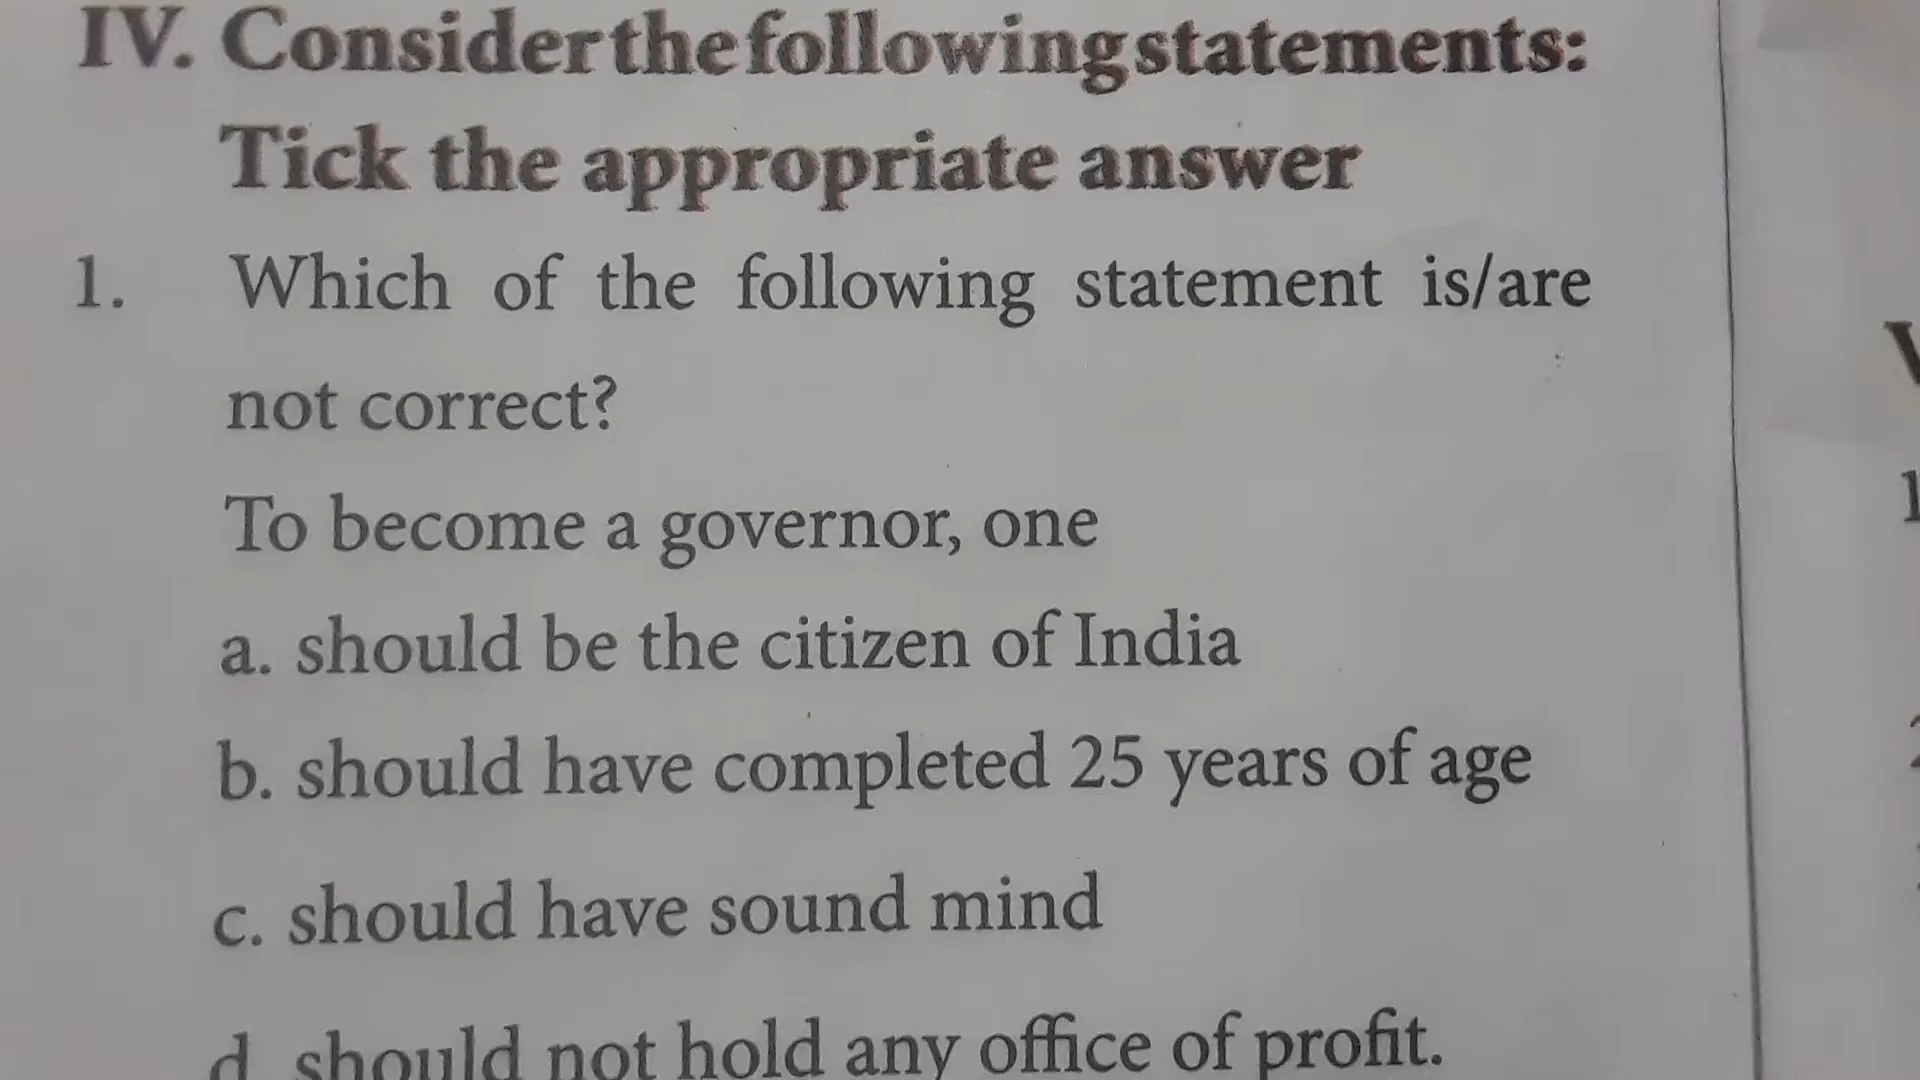 IV. Consider the following statements:
Tick the appropriate answer
1. Which of the following statement is/are
not correct?
To become a governor, one
a. should be the citizen of India
b. should have completed 25 years of age
c. should have sound mind
d. should not hold any office of profit.